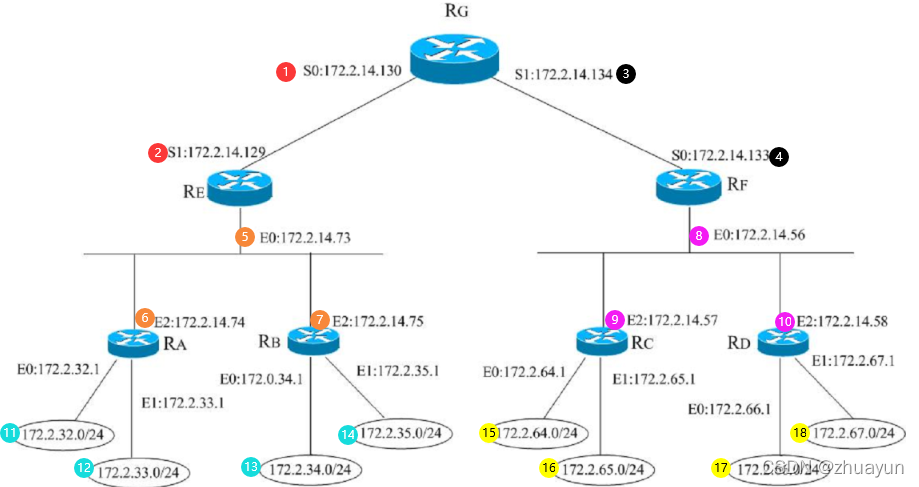 RG
1 S0:172.2.14.130
S1:172.2.14.134 3
2 S1:172.2.14.129
S0:172.2.14.133 4
RE
RF
5 E0:172.2.14.73
8 E0:172.2.14.56
6 E2:172.2.14.74
7 E2:172.2.14.75
9 E2:172.2.14.57
10 E2:172.2.14.58
RA
RB
RC
RD
E0:172.2.32.1
E1:172.2.33.1
E0:172.0.34.1
E1:172.2.35.1
E0:172.2.64.1
E1:172.2.65.1
E0:172.2.66.1
E1:172.2.67.1
11 172.2.32.0/24
14 172.2.35.0/24
15 172.2.64.0/24
18 172.2.67.0/24
12 172.2.33.0/24
13 172.2.34.0/24
16 172.2.65.0/24
17 172.2.66.0/24
CSDN @zhuayun